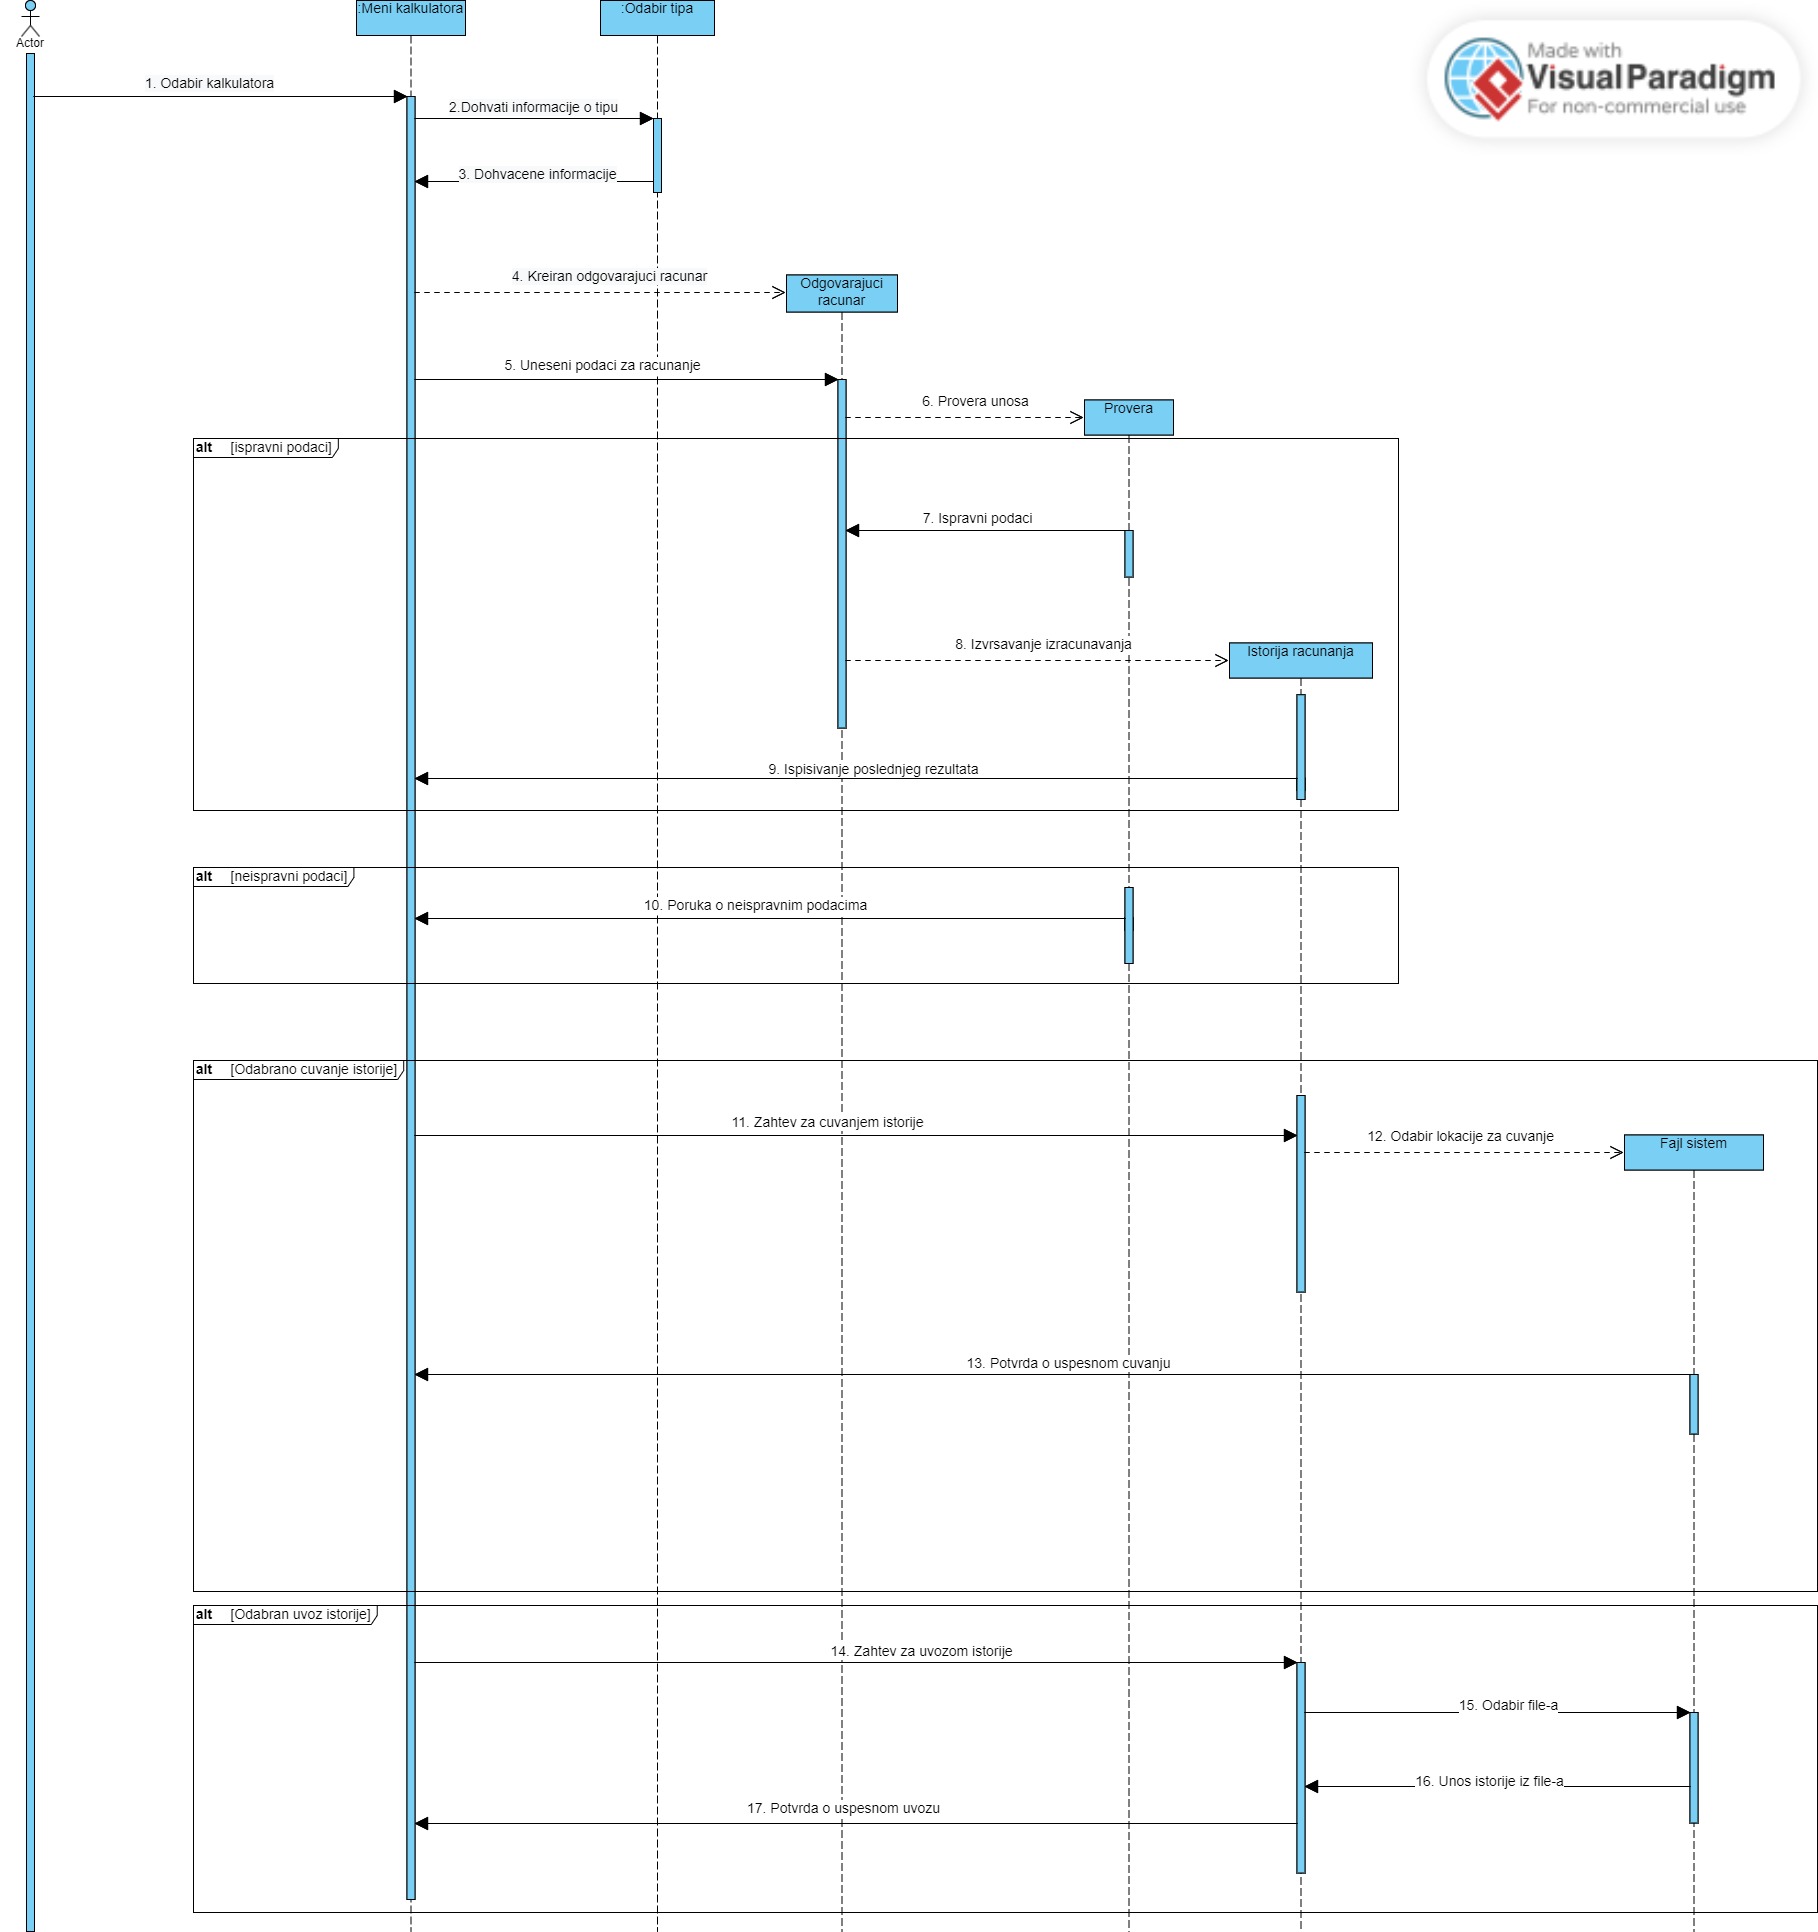 :Meni kalkulatora
:Odabir tipa
Made with
Visual Paradigm
For non-commercial use
Actor
1. Odabir kalkulatora
2.Dohvati informacije o tipu
3. Dohvacene informacije
4. Kreiran odgovarajuci racunar
Odgovarajuci
racunar
5. Uneseni podaci za racunanje
6. Provera unosa
Provera
alt [ispravni podaci]
7. Ispravni podaci
8. Izvrsavanje izracunavanja
Istorija racunanja
9. Ispisivanje poslednjeg rezultata
alt [neispravni podaci]
10. Poruka o neispravnim podacima
alt [Odabrano cuvanje istorije]
11. Zahtev za cuvanjem istorije
12. Odabir lokacije za cuvanje
Fajl sistem
13. Potvrda o uspesnom cuvanju
alt [Odabran uvoz istorije]
14. Zahtev za uvozom istorije
15. Odabir file-a
16. Unos istorije iz file-a
17. Potvrda o uspesnom uvozu